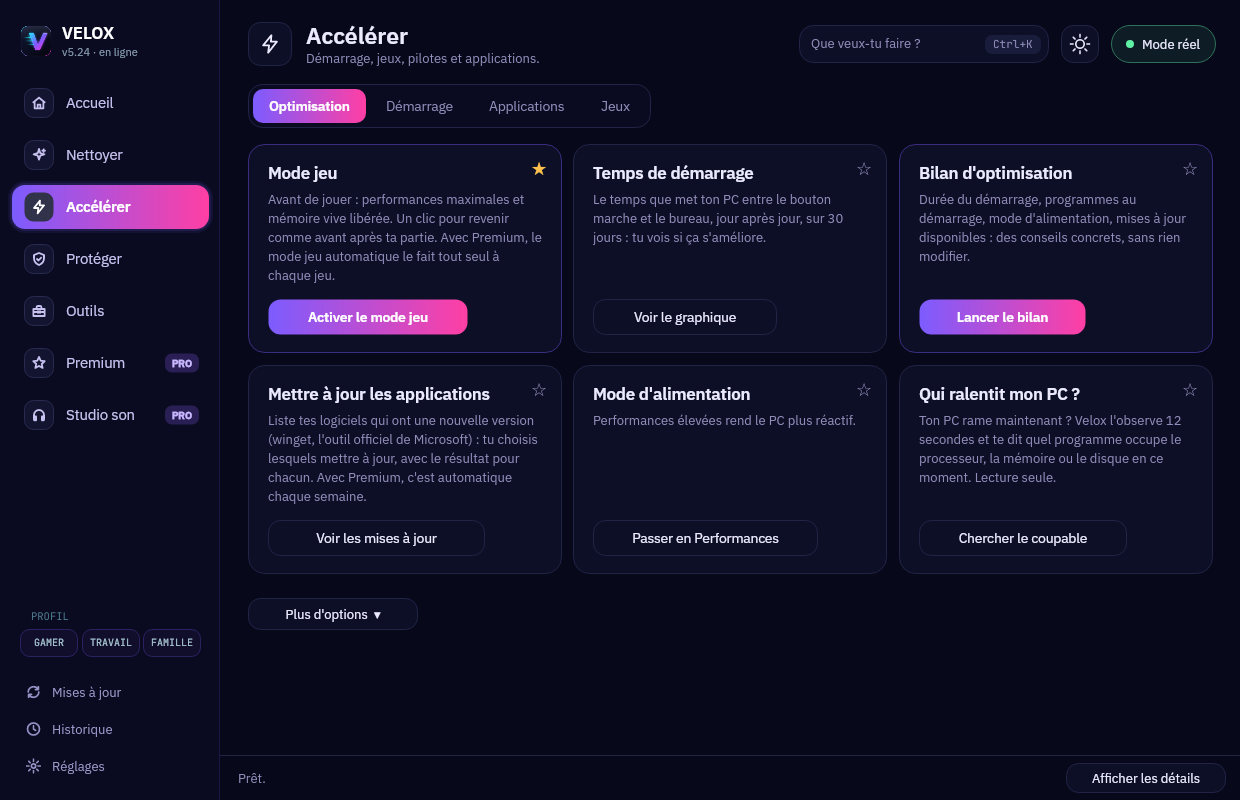 VELOX
v5.24 · en ligne
Accueil
Nettoyer
Accélérer
Protéger
Outils
Premium PRO
Studio son PRO
PROFIL
GAMER TRAVAIL FAMILLE
Mises à jour
Historique
Réglages
Accélérer
Démarrage, jeux, pilotes et applications.
Que veux-tu faire ? Ctrl+K
Mode réel
Optimisation Démarrage Applications Jeux
Mode jeu
Avant de jouer : performances maximales et
mémoire vive libérée. Un clic pour revenir
comme avant après ta partie. Avec Premium, le
mode jeu automatique le fait tout seul à
chaque jeu.
Activer le mode jeu
Temps de démarrage
Le temps que met ton PC entre le bouton
marche et le bureau, jour après jour, sur 30
jours : tu vois si ça s'améliore.
Voir le graphique
Bilan d'optimisation
Durée du démarrage, programmes au
démarrage, mode d'alimentation, mises à jour
disponibles : des conseils concrets, sans rien
modifier.
Lancer le bilan
Mettre à jour les applications
Liste tes logiciels qui ont une nouvelle version
(winget, l'outil officiel de Microsoft) : tu choisis
lesquels mettre à jour, avec le résultat pour
chacun. Avec Premium, c'est automatique
chaque semaine.
Voir les mises à jour
Mode d'alimentation
Performances élevées rend le PC plus réactif.
Passer en Performances
Qui ralentit mon PC ?
Ton PC rame maintenant ? Velox l'observe 12
secondes et te dit quel programme occupe le
processeur, la mémoire ou le disque en ce
moment. Lecture seule.
Chercher le coupable
Plus d'options ▼
Prêt.
Afficher les détails